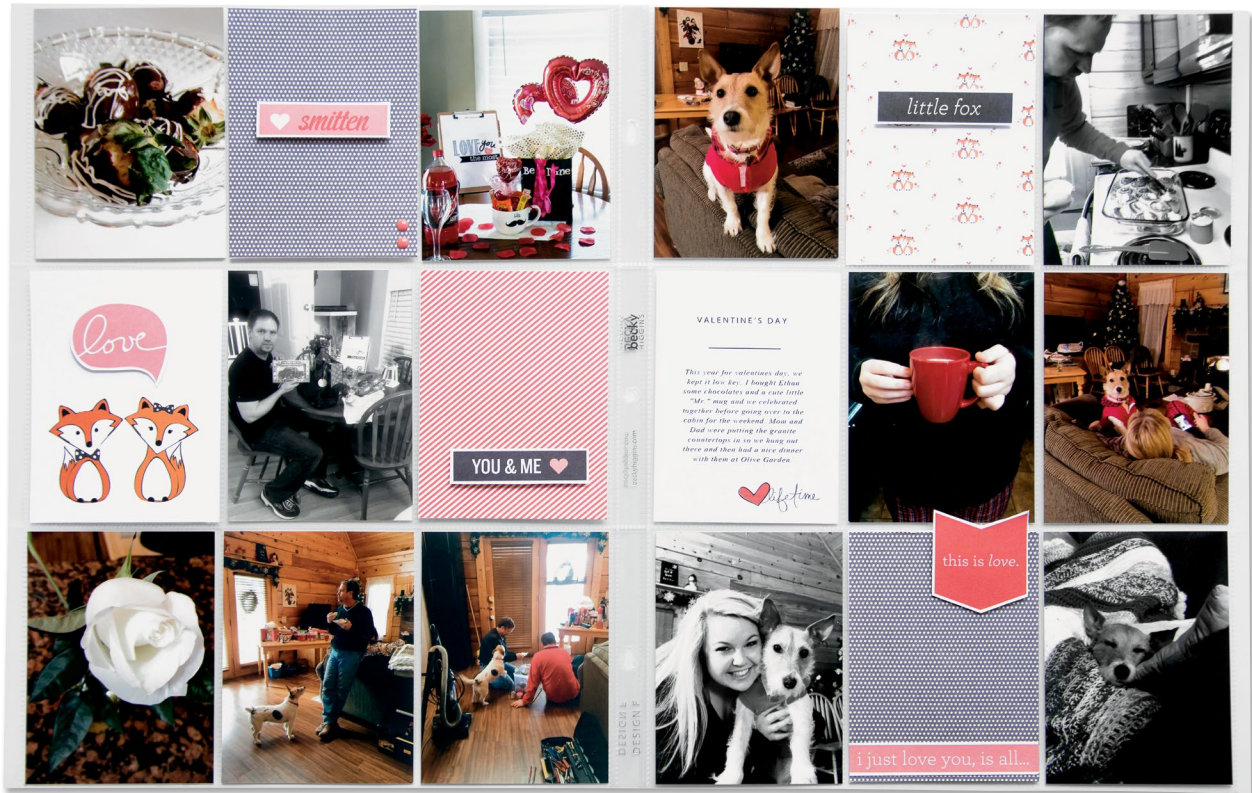 smitten
LOVE you
the most
Be Mine
little fox
love
YOU & ME
becky
HIGGINS
VALENTINE'S DAY
This year for valentines day, we
kept it low key. I bought Ethan
some chocolates and a cute little
"Mr." mug and we celebrated
together before going over to the
cabin for the weekend. Mom and
Dad were putting the granite
countertops in so we hung out
there and then had a nice dinner
with them at Olive Garden.
life time
this is love.
i just love you, is all...
DESIGN F
DESIGN F